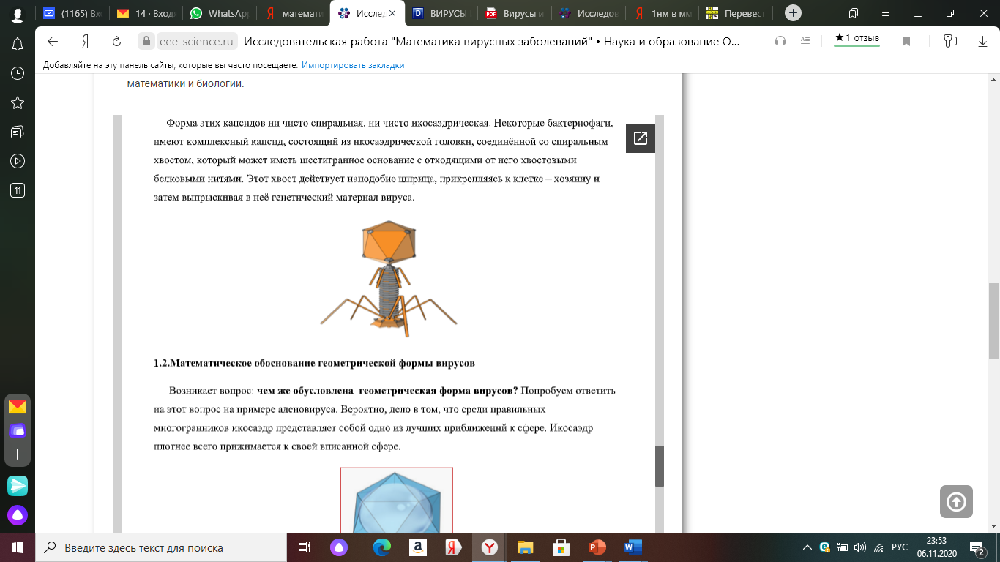 (1165) Вх
14 · Входя
WhatsApp
математи
Исслед
ВИРУСЫ
Вирусы и
Исследов
1нм в мм
Перевест
eee-science.ru
Исследовательская работа "Математика вирусных заболеваний" • Наука и образование О...
★ 1 отзыв
Добавляйте на эту панель сайты, которые вы часто посещаете. Импортировать закладки
математики и биологии.
Форма этих капсидов ни чисто спиральная, ни чисто икосаэдрическая. Некоторые бактериофаги,
имеют комплексный капсид, состоящий из икосаэдрической головки, соединённой со спиральным
хвостом, который может иметь шестигранное основание с отходящими от него хвостовыми
белковыми нитями. Этот хвост действует наподобие шприца, прикрепляясь к клетке – хозяину и
затем выпрыскивая в неё генетический материал вируса.
1.2.Математическое обоснование геометрической формы вирусов
Возникает вопрос: чем же обусловлена геометрическая форма вирусов? Попробуем ответить
на этот вопрос на примере аденовируса. Вероятно, дело в том, что среди правильных
многогранников икосаэдр представляет собой одно из лучших приближений к сфере. Икосаэдр
плотнее всего прижимается к своей вписанной сфере.
11
Введите здесь текст для поиска
РУС
23:53
06.11.2020
2